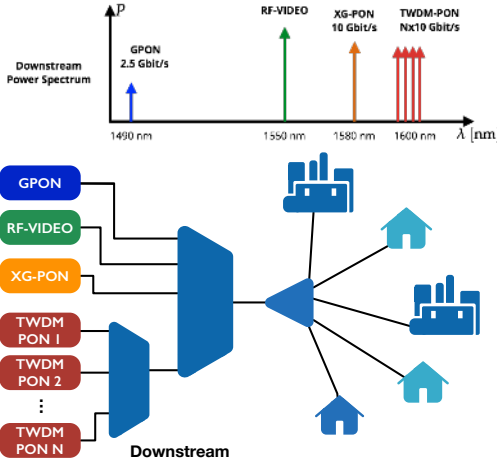 P
RF-VIDEO
XG-PON
10 Gbit/s
TWDM-PON
Nx10 Gbit/s
GPON
2.5 Gbit/s
Downstream
Power Spectrum
1490 nm
1550 nm
1580 nm
1600 nm
λ [nm]
GPON
RF-VIDEO
XG-PON
TWDM
PON 1
TWDM
PON 2
⋮
TWDM
PON N
Downstream